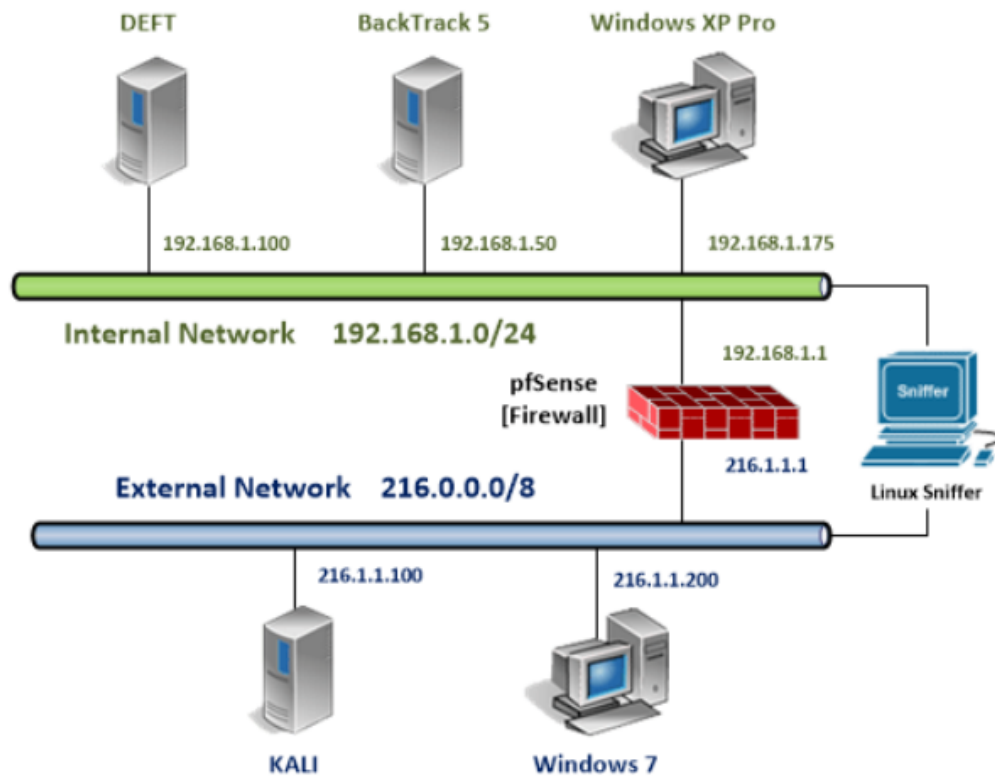 DEFT
BackTrack 5
Windows XP Pro
192.168.1.100
192.168.1.50
192.168.1.175
Internal Network 192.168.1.0/24
192.168.1.1
pfSense
[Firewall]
Sniffer
216.1.1.1
External Network 216.0.0.0/8
Linux Sniffer
216.1.1.100
216.1.1.200
KALI
Windows 7